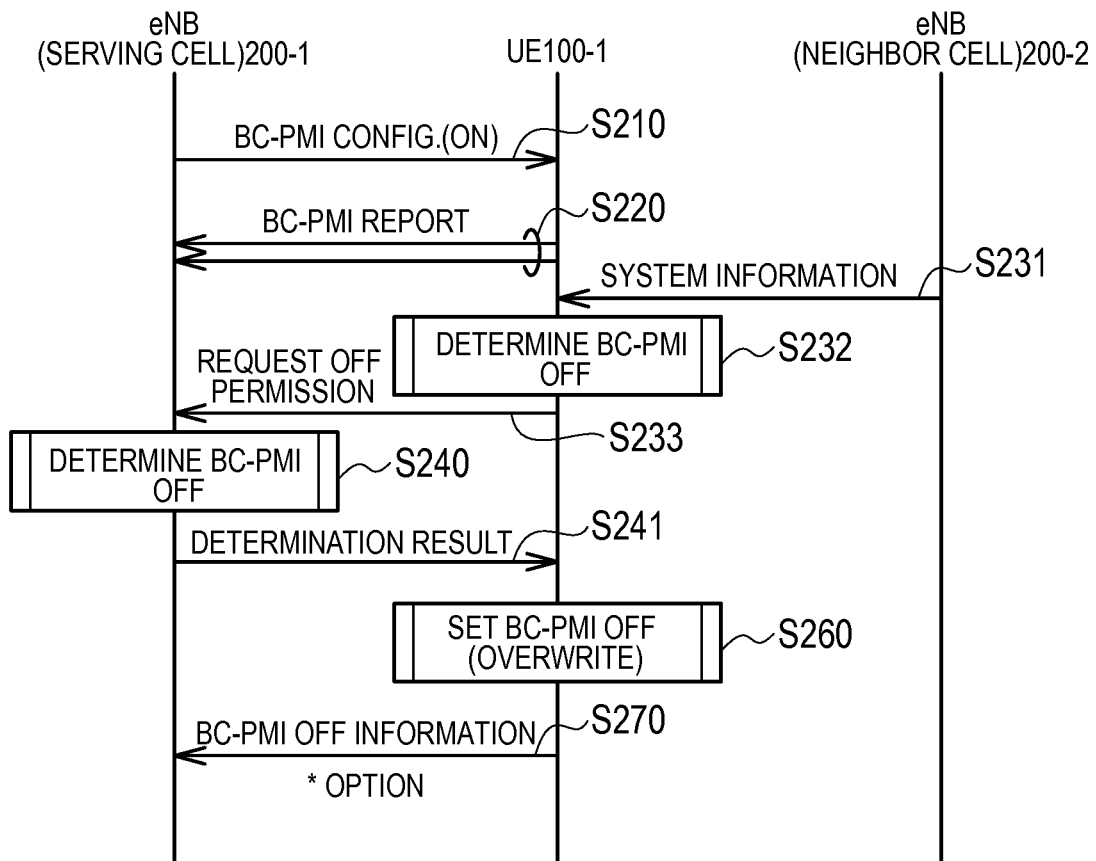 eNB
(SERVING CELL)200-1
UE100-1
eNB
(NEIGHBOR CELL)200-2
BC-PMI CONFIG.(ON)
S210
BC-PMI REPORT
S220
SYSTEM INFORMATION
S231
DETERMINE BC-PMI
OFF
S232
REQUEST OFF
PERMISSION
S233
DETERMINE BC-PMI
OFF
S240
DETERMINATION RESULT
S241
SET BC-PMI OFF
(OVERWRITE)
S260
BC-PMI OFF INFORMATION
S270
* OPTION